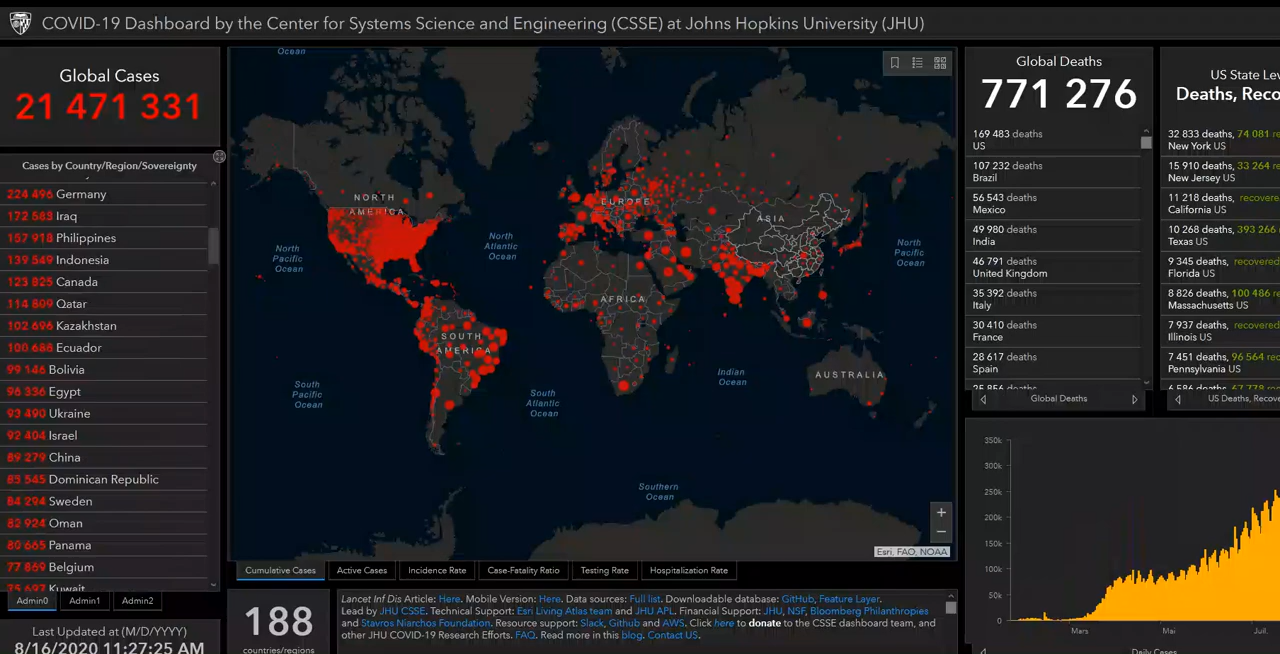 COVID-19 Dashboard by the Center for Systems Science and Engineering (CSSE) at Johns Hopkins University (JHU)
Global Cases
21 471 331
Cases by Country/Region/Sovereignty
224 496 Germany
172 583 Iraq
157 918 Philippines
139 549 Indonesia
123 825 Canada
114 809 Qatar
102 696 Kazakhstan
100 688 Ecuador
99 146 Bolivia
96 336 Egypt
93 490 Ukraine
92 404 Israel
89 279 China
85 545 Dominican Republic
84 294 Sweden
82 924 Oman
80 665 Panama
77 869 Belgium
75 697 Kuwait
Admin0 Admin1 Admin2
Last Updated at (M/D/YYYY)
8/16/2020 11:27:25 AM
Ocean
NORTH
AMERICA
EUROPE
ASIA
North
Pacific
Ocean
North
Atlantic
Ocean
North
Pacific
Ocean
AFRICA
SOUTH
AMERICA
South
Pacific
Ocean
South
Atlantic
Ocean
Indian
Ocean
AUSTRALIA
Southern
Ocean
+
−
Esri, FAO, NOAA
Cumulative Cases Active Cases Incidence Rate Case-Fatality Ratio Testing Rate Hospitalization Rate
188
countries/regions
Lancet Inf Dis Article: Here. Mobile Version: Here. Data sources: Full list. Downloadable database: GitHub, Feature Layer.
Lead by JHU CSSE. Technical Support: Esri Living Atlas team and JHU APL. Financial Support: JHU, NSF, Bloomberg Philanthropies
and Stavros Niarchos Foundation. Resource support: Slack, Github and AWS. Click here to donate to the CSSE dashboard team, and
other JHU COVID-19 Research Efforts. FAQ. Read more in this blog. Contact US.
Global Deaths
771 276
169 483 deaths
US
107 232 deaths
Brazil
56 543 deaths
Mexico
49 980 deaths
India
46 791 deaths
United Kingdom
35 392 deaths
Italy
30 410 deaths
France
28 617 deaths
Spain
25 856 deaths
Global Deaths
US State Lev
Deaths, Reco
32 833 deaths, 74 081 re
New York US
15 910 deaths, 33 264 r
New Jersey US
11 218 deaths, recovere
California US
10 268 deaths, 393 266
Texas US
9 345 deaths, recovered
Florida US
8 826 deaths, 100 486 r
Massachusetts US
7 937 deaths, recovered
Illinois US
7 451 deaths, 96 564 r
Pennsylvania US
6 586 deaths, 67 778 r
US Deaths, Recove
350k
300k
250k
200k
150k
100k
50k
0
Mars Mai Juil.
Daily Cases